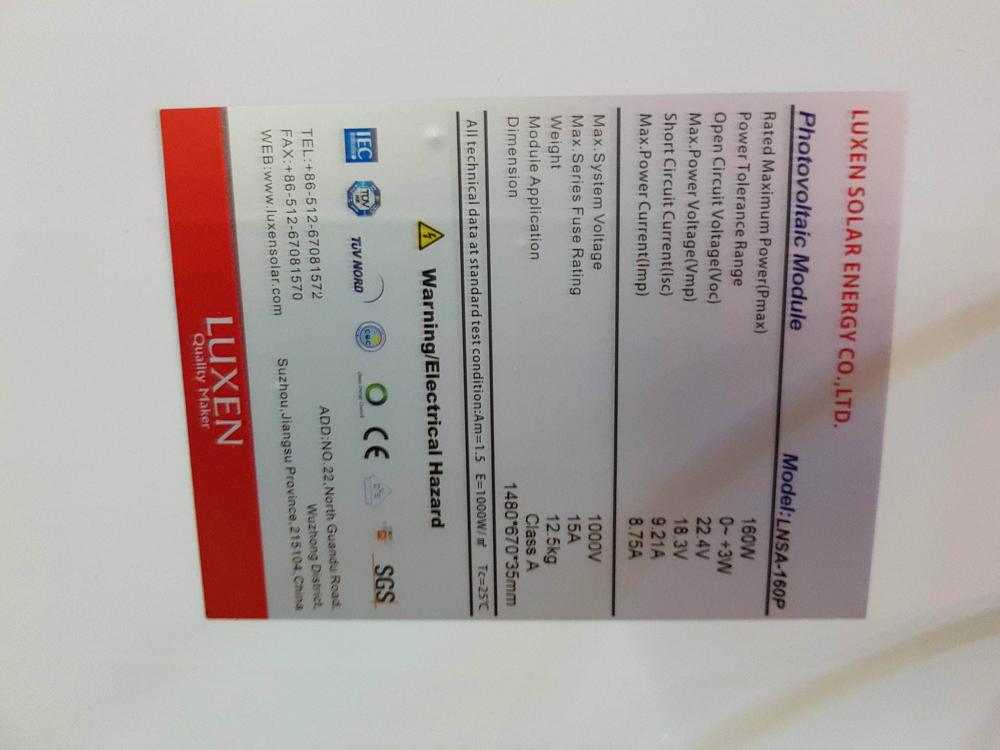 LUXEN SOLAR ENERGY CO.,LTD.
Photovoltaic Module Model:LNSA-160P
Rated Maximum Power(Pmax) 160W
Power Tolerance Range 0~ +3W
Open Circuit Voltage(Voc) 22.4V
Max.Power Voltage(Vmp) 18.3V
Short Circuit Current(Isc) 9.21A
Max.Power Current(Imp) 8.75A
Max.System Voltage 1000V
Max.Series Fuse Rating 15A
Weight 12.5kg
Module Application Class A
Dimension 1480*670*35mm
All technical data at standard test condition:Am=1.5 E=1000W/㎡ Tc=25℃
Warning/Electrical Hazard
IEC TÜV TÜV NORD CQC CE DVE SGS
TEL:+86-512-67081572
FAX:+86-512-67081570
WEB:www.luxensolar.com
ADD:NO.22,North Guandu Road,
Wuzhong District,
Suzhou,Jiangsu Province,215104,China
LUXEN
Quality Maker